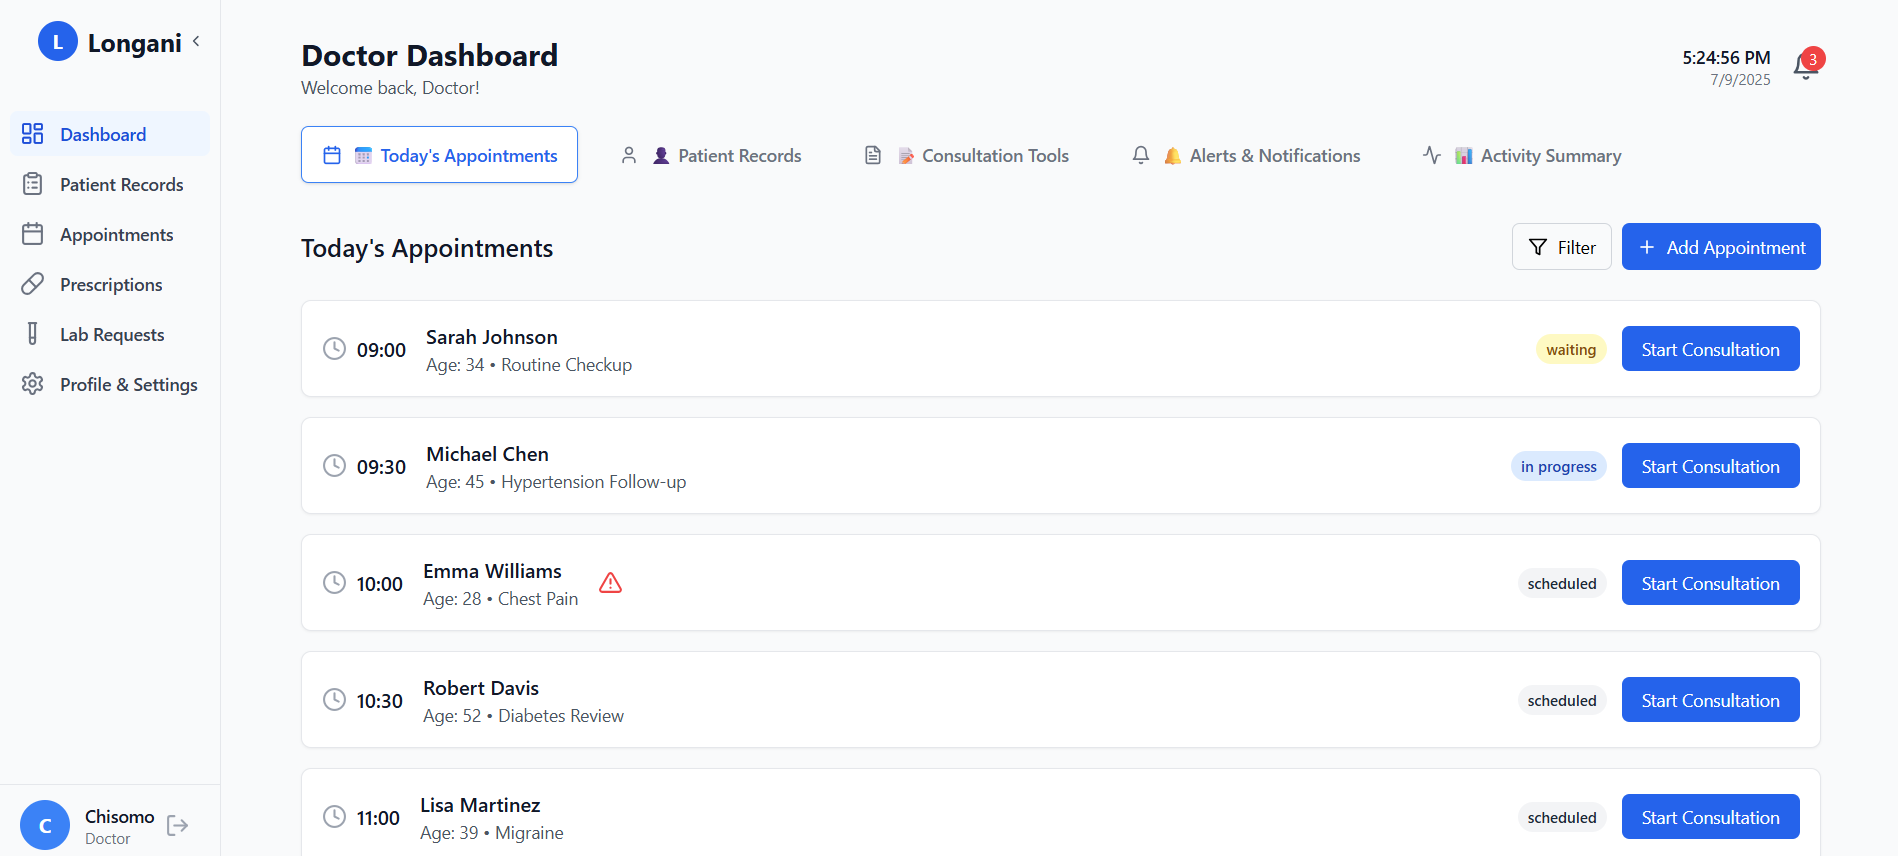 L Longani
Dashboard
Patient Records
Appointments
Prescriptions
Lab Requests
Profile & Settings
C Chisomo
Doctor
Doctor Dashboard
Welcome back, Doctor!
5:24:56 PM
7/9/2025
3
Today's Appointments
Patient Records
Consultation Tools
Alerts & Notifications
Activity Summary
Today's Appointments
Filter
Add Appointment
09:00
Sarah Johnson
Age: 34 • Routine Checkup
waiting
Start Consultation
09:30
Michael Chen
Age: 45 • Hypertension Follow-up
in progress
Start Consultation
10:00
Emma Williams
Age: 28 • Chest Pain
scheduled
Start Consultation
10:30
Robert Davis
Age: 52 • Diabetes Review
scheduled
Start Consultation
11:00
Lisa Martinez
Age: 39 • Migraine
scheduled
Start Consultation